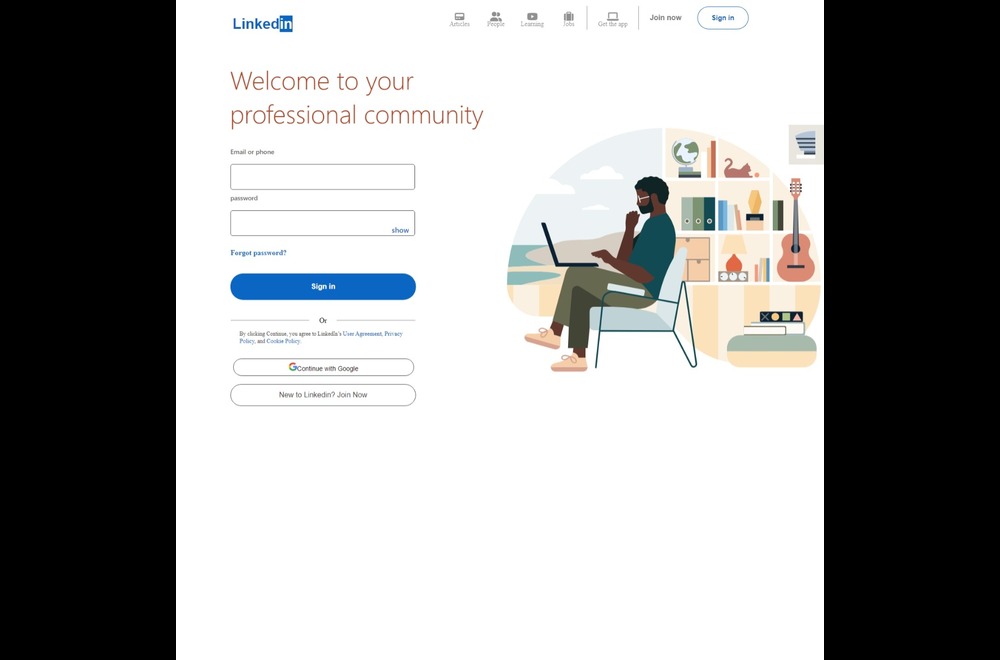 Linkedin
Articles
People
Learning
Jobs
Get the app
Join now
Sign in
Welcome to your
professional community
Email or phone
password
show
Forgot password?
Sign in
Or
By clicking Continue, you agree to LinkedIn's User Agreement, Privacy
Policy, and Cookie Policy.
Continue with Google
New to Linkedin? Join Now